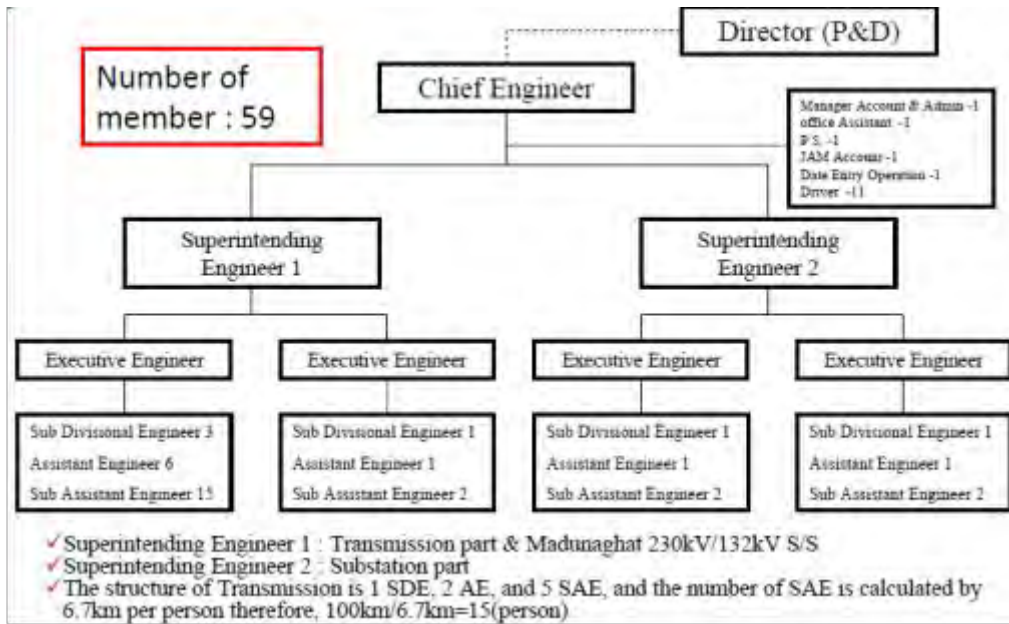 Director (P&D)
Number of
member : 59
Chief Engineer
Manager Account & Admin -1
office Assistant -1
P.S. -1
JAM Account -1
Date Entry Operation -1
Driver -11
Superintending
Engineer 1
Superintending
Engineer 2
Executive Engineer
Executive Engineer
Executive Engineer
Executive Engineer
Sub Divisional Engineer 3
Assistant Engineer 6
Sub Assistant Engineer 15
Sub Divisional Engineer 1
Assistant Engineer 1
Sub Assistant Engineer 2
Sub Divisional Engineer 1
Assistant Engineer 1
Sub Assistant Engineer 2
Sub Divisional Engineer 1
Assistant Engineer 1
Sub Assistant Engineer 2
✓Superintending Engineer 1 : Transmission part & Madunaghat 230kV/132kV S/S
✓Superintending Engineer 2 : Substation part
✓The structure of Transmission is 1 SDE, 2 AE, and 5 SAE, and the number of SAE is calculated by
6.7km per person therefore, 100km/6.7km=15(person)